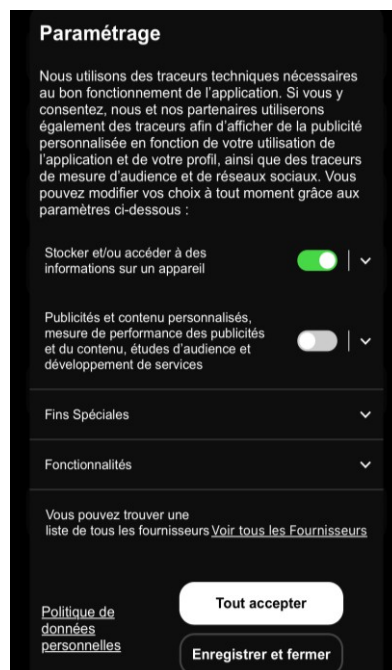 Paramétrage
Nous utilisons des traceurs techniques nécessaires
au bon fonctionnement de l'application. Si vous y
consentez, nous et nos partenaires utiliserons
également des traceurs afin d'afficher de la publicité
personnalisée en fonction de votre utilisation de
l'application et de votre profil, ainsi que des traceurs
de mesure d'audience et de réseaux sociaux. Vous
pouvez modifier vos choix à tout moment grâce aux
paramètres ci-dessous :
Stocker et/ou accéder à des
informations sur un appareil
Publicités et contenu personnalisés,
mesure de performance des publicités
et du contenu, études d'audience et
développement de services
Fins Spéciales
Fonctionnalités
Vous pouvez trouver une
liste de tous les fournisseurs Voir tous les Fournisseurs
Tout accepter
Politique de
données
personnelles
Enregistrer et fermer